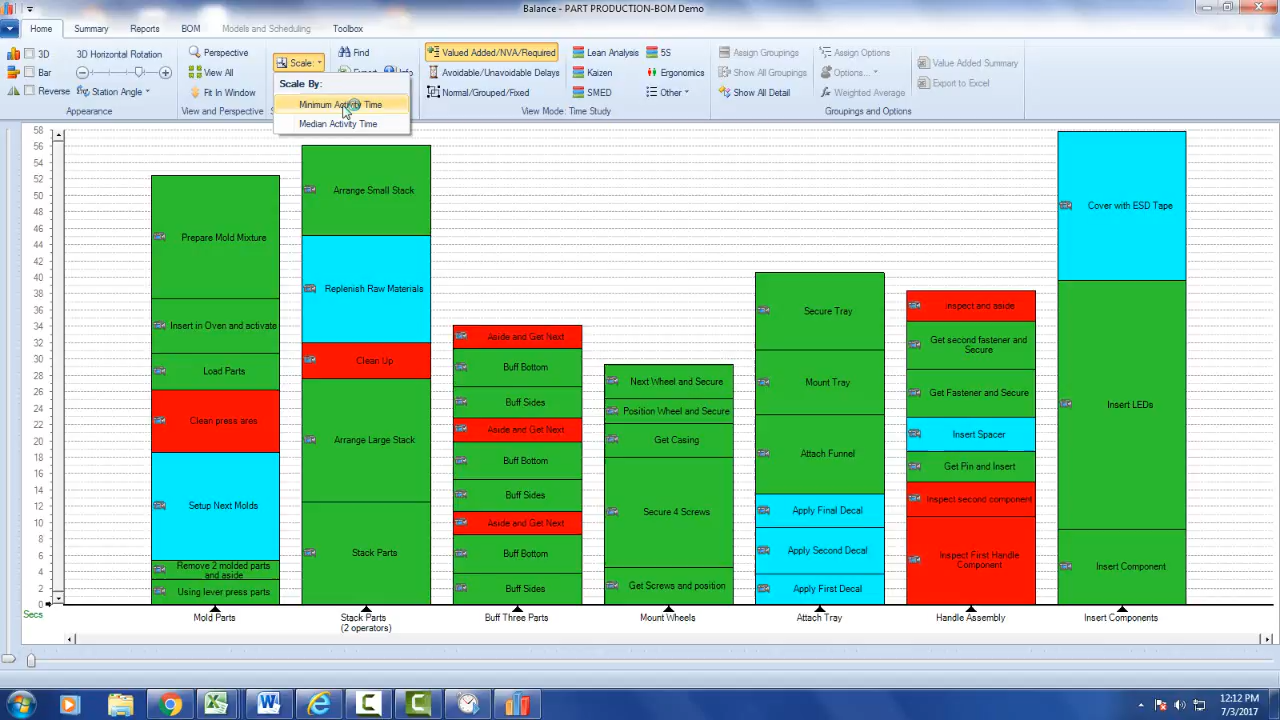 Balance - PART PRODUCTION-BOM Demo
Home
Summary
Reports
BOM
Models and Scheduling
Toolbox
3D
3D Horizontal Rotation
Bar
Reverse
Station Angle
Appearance
Perspective
View All
Fit In Window
View and Perspective
Scale:
Scale By:
Minimum Activity Time
Median Activity Time
Find
Valued Added/NVA/Required
Avoidable/Unavoidable Delays
Normal/Grouped/Fixed
Lean Analysis
Kaizen
SMED
5S
Ergonomics
Other
View Mode: Time Study
Assign Groupings
Show All Groupings
Show All Detail
Assign Options
Options...
Weighted Average
Groupings and Options
Value Added Summary
Export to Excel
58
56
54
52
50
48
46
44
42
40
38
36
34
32
30
28
26
24
22
20
18
16
14
12
10
8
6
4
2
0
Secs
Prepare Mold Mixture
Insert in Oven and activate
Load Parts
Clean press ares
Setup Next Molds
Remove 2 molded parts
and aside
Using lever press parts
Mold Parts
Arrange Small Stack
Replenish Raw Materials
Clean Up
Arrange Large Stack
Stack Parts
Stack Parts
(2 operators)
Aside and Get Next
Buff Bottom
Buff Sides
Aside and Get Next
Buff Bottom
Buff Sides
Aside and Get Next
Buff Bottom
Buff Sides
Buff Three Parts
Next Wheel and Secure
Position Wheel and Secure
Get Casing
Secure 4 Screws
Get Screws and position
Mount Wheels
Secure Tray
Mount Tray
Attach Funnel
Apply Final Decal
Apply Second Decal
Apply First Decal
Attach Tray
Inspect and aside
Get second fastener and
Secure
Get Fastener and Secure
Insert Spacer
Get Pin and Insert
Inspect second component
Inspect First Handle
Component
Handle Assembly
Cover with ESD Tape
Insert LEDs
Insert Component
Insert Components
12:12 PM
7/3/2017